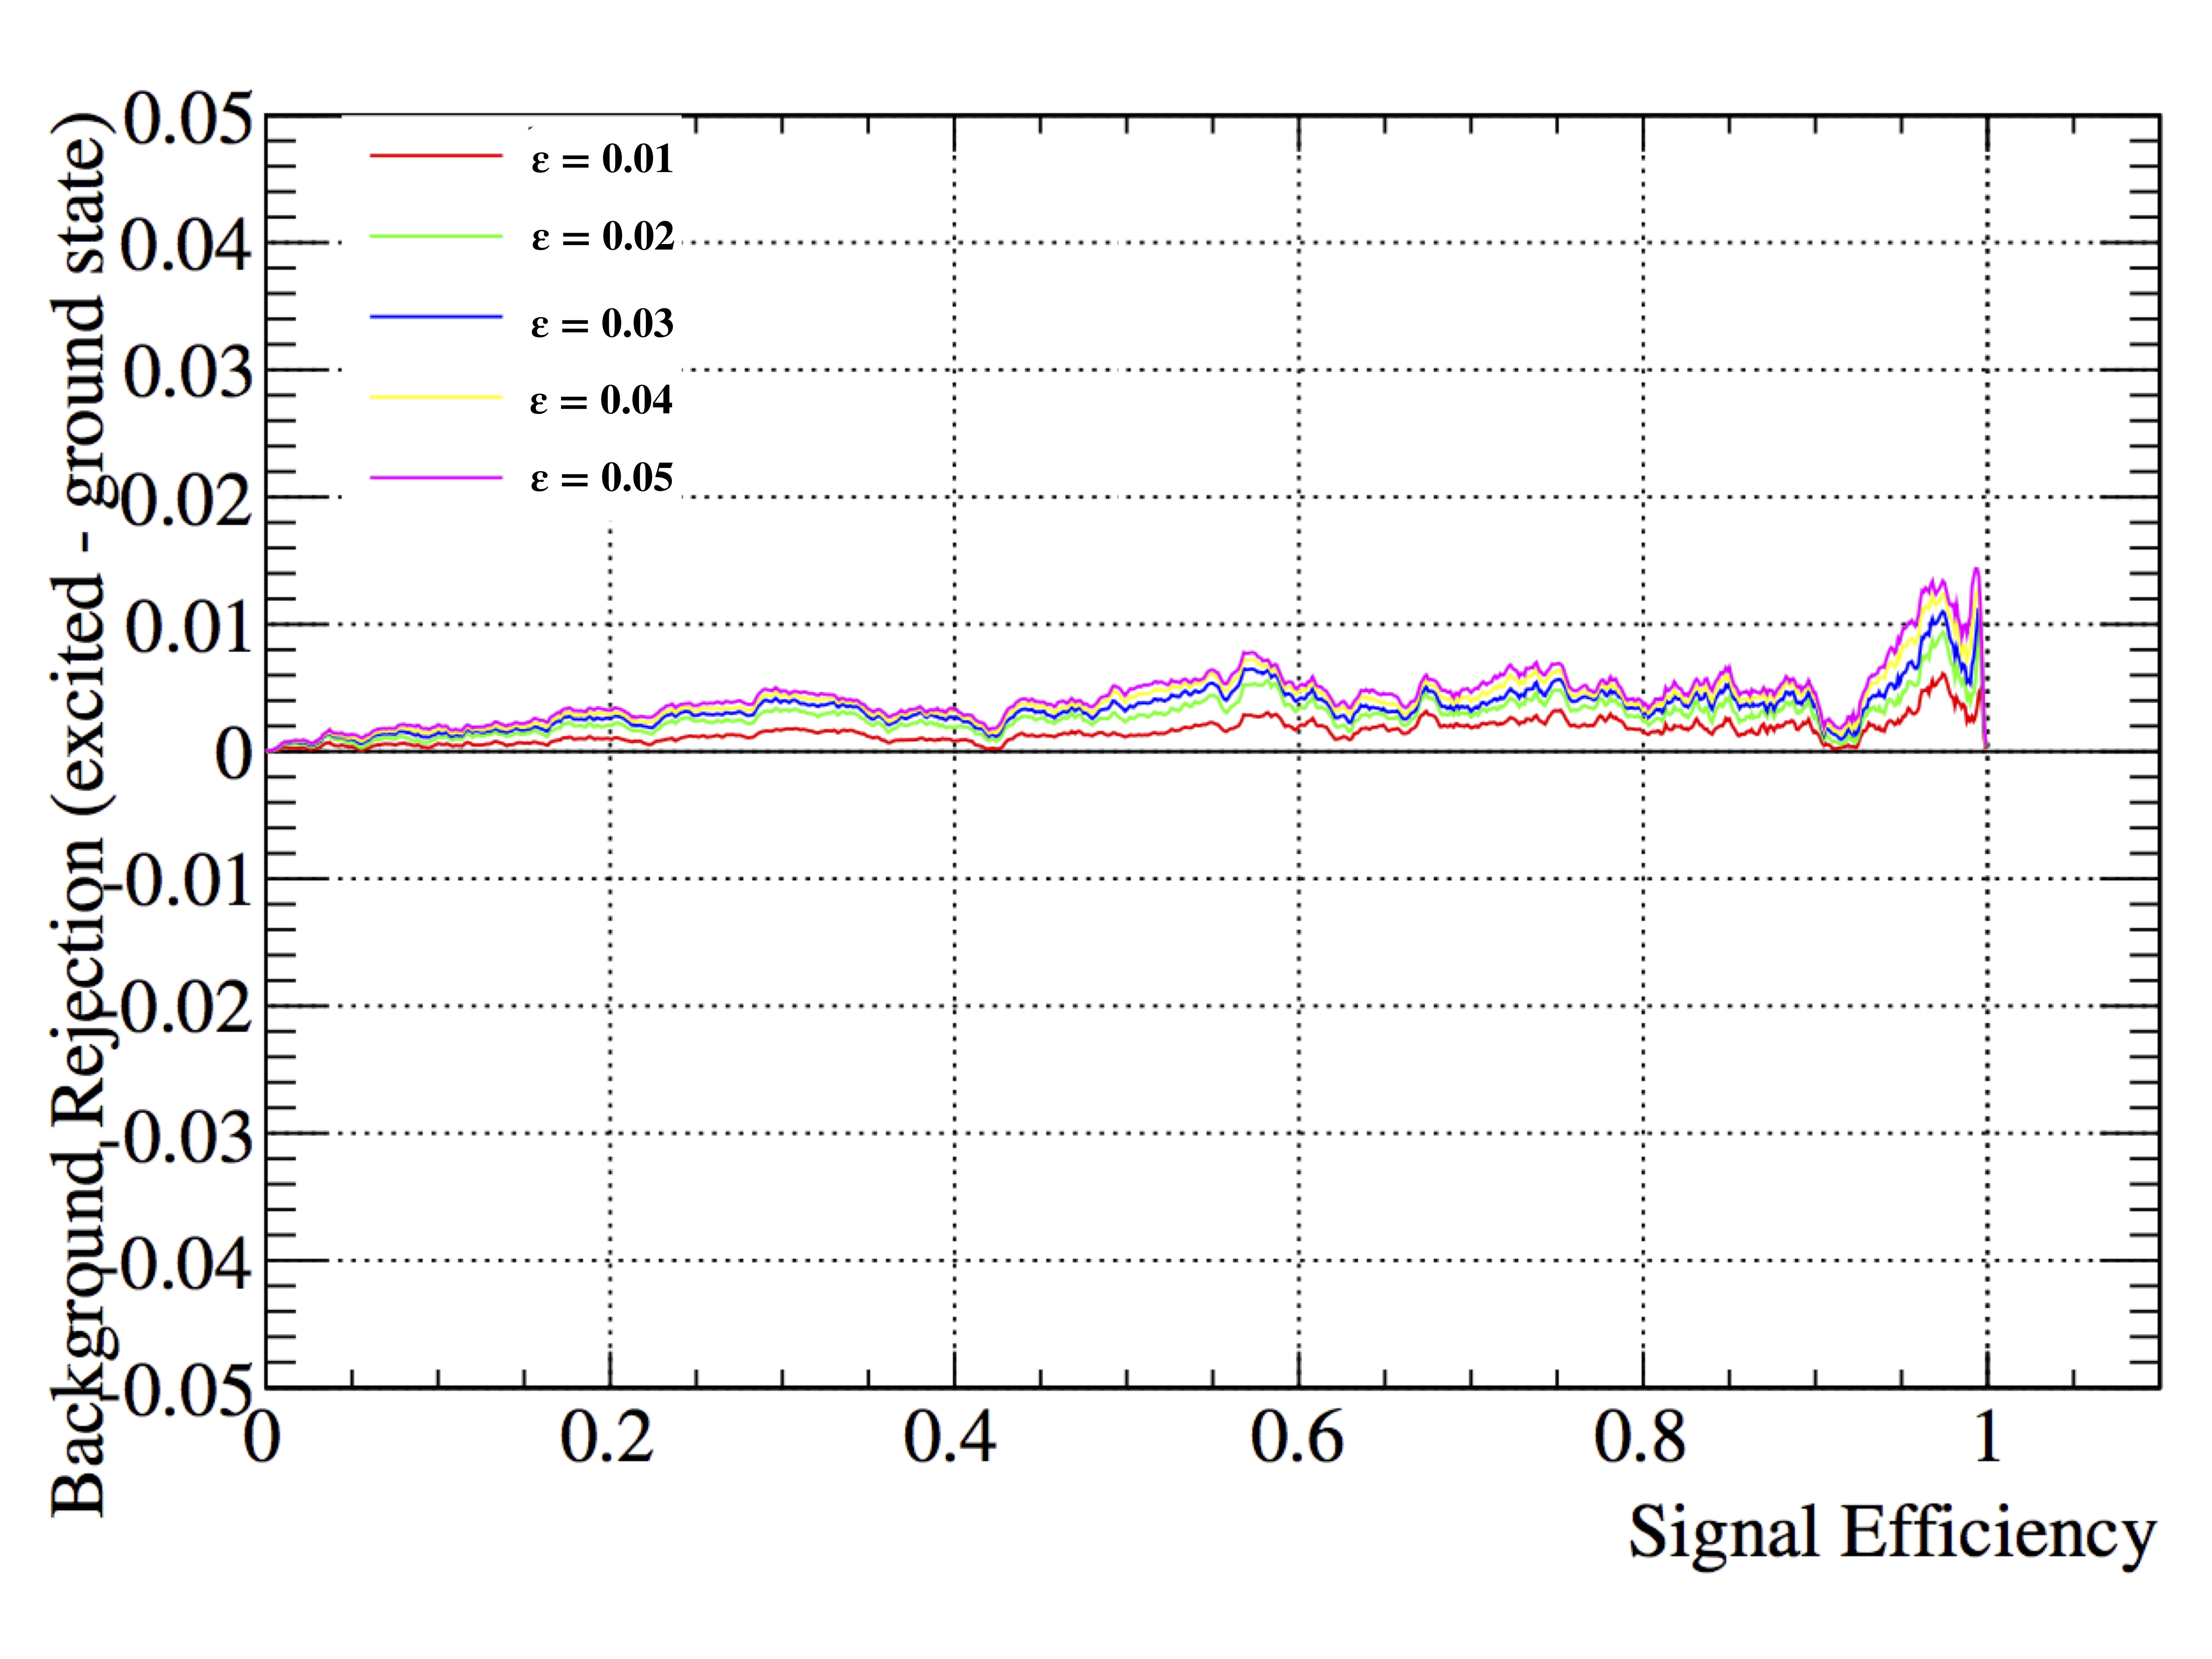 Background Rejection (excited - ground state)
0.05
0.04
0.03
0.02
0.01
0
-0.01
-0.02
-0.03
-0.04
-0.05
ε = 0.01
ε = 0.02
ε = 0.03
ε = 0.04
ε = 0.05
0 0.2 0.4 0.6 0.8 1
Signal Efficiency